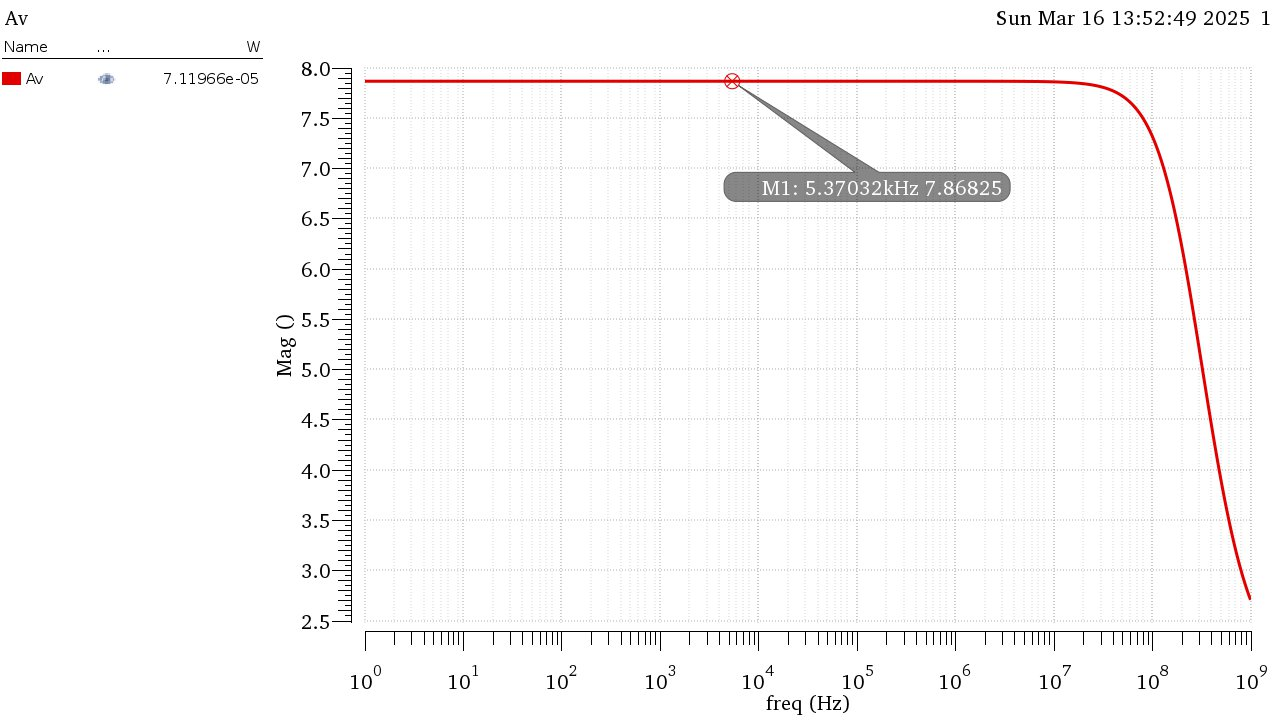 Av
Sun Mar 16 13:52:49 2025 1
Name ... W
Av 7.11966e-05
8.0
7.5
7.0
6.5
6.0
5.5
5.0
4.5
4.0
3.5
3.0
2.5
Mag ()
M1: 5.37032kHz 7.86825
10^0 10^1 10^2 10^3 10^4 10^5 10^6 10^7 10^8 10^9
freq (Hz)